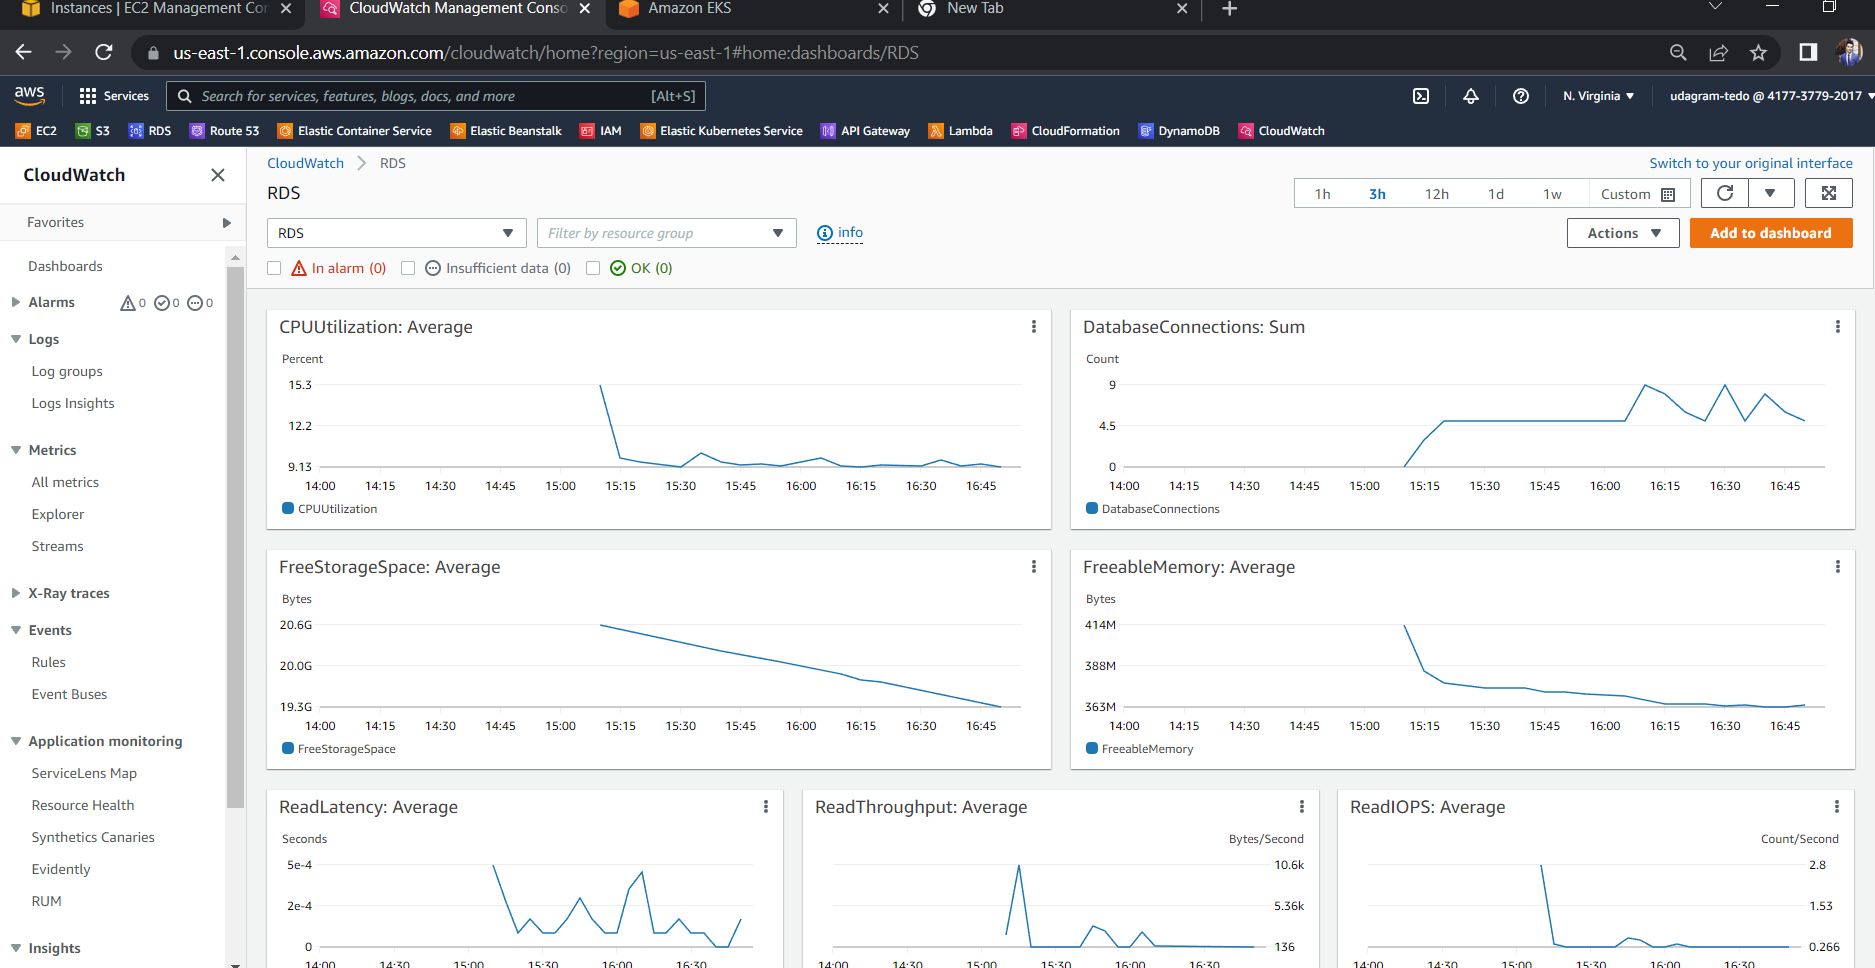 Instances | EC2 Management Con
CloudWatch Management Conso
Amazon EKS
New Tab
us-east-1.console.aws.amazon.com/cloudwatch/home?region=us-east-1#home:dashboards/RDS
aws
Services
Search for services, features, blogs, docs, and more
[Alt+S]
N. Virginia
udagram-tedo @ 4177-3779-2017
EC2
S3
RDS
Route 53
Elastic Container Service
Elastic Beanstalk
IAM
Elastic Kubernetes Service
API Gateway
Lambda
CloudFormation
DynamoDB
CloudWatch
CloudWatch
Favorites
Dashboards
Alarms
0
0
0
Logs
Log groups
Logs Insights
Metrics
All metrics
Explorer
Streams
X-Ray traces
Events
Rules
Event Buses
Application monitoring
ServiceLens Map
Resource Health
Synthetics Canaries
Evidently
RUM
Insights
CloudWatch
RDS
Switch to your original interface
RDS
1h
3h
12h
1d
1w
Custom
RDS
Filter by resource group
info
Actions
Add to dashboard
In alarm (0)
Insufficient data (0)
OK (0)
CPUUtilization: Average
Percent
15.3
12.2
9.13
14:00 14:15 14:30 14:45 15:00 15:15 15:30 15:45 16:00 16:15 16:30 16:45
CPUUtilization
DatabaseConnections: Sum
Count
9
4.5
0
14:00 14:15 14:30 14:45 15:00 15:15 15:30 15:45 16:00 16:15 16:30 16:45
DatabaseConnections
FreeStorageSpace: Average
Bytes
20.6G
20.0G
19.3G
14:00 14:15 14:30 14:45 15:00 15:15 15:30 15:45 16:00 16:15 16:30 16:45
FreeStorageSpace
FreeableMemory: Average
Bytes
414M
388M
363M
14:00 14:15 14:30 14:45 15:00 15:15 15:30 15:45 16:00 16:15 16:30 16:45
FreeableMemory
ReadLatency: Average
Seconds
5e-4
2e-4
0
14:00 14:30 15:00 15:30 16:00 16:30
ReadThroughput: Average
Bytes/Second
10.6k
5.36k
136
14:00 14:30 15:00 15:30 16:00 16:30
ReadIOPS: Average
Count/Second
2.8
1.53
0.266
14:00 14:30 15:00 15:30 16:00 16:30